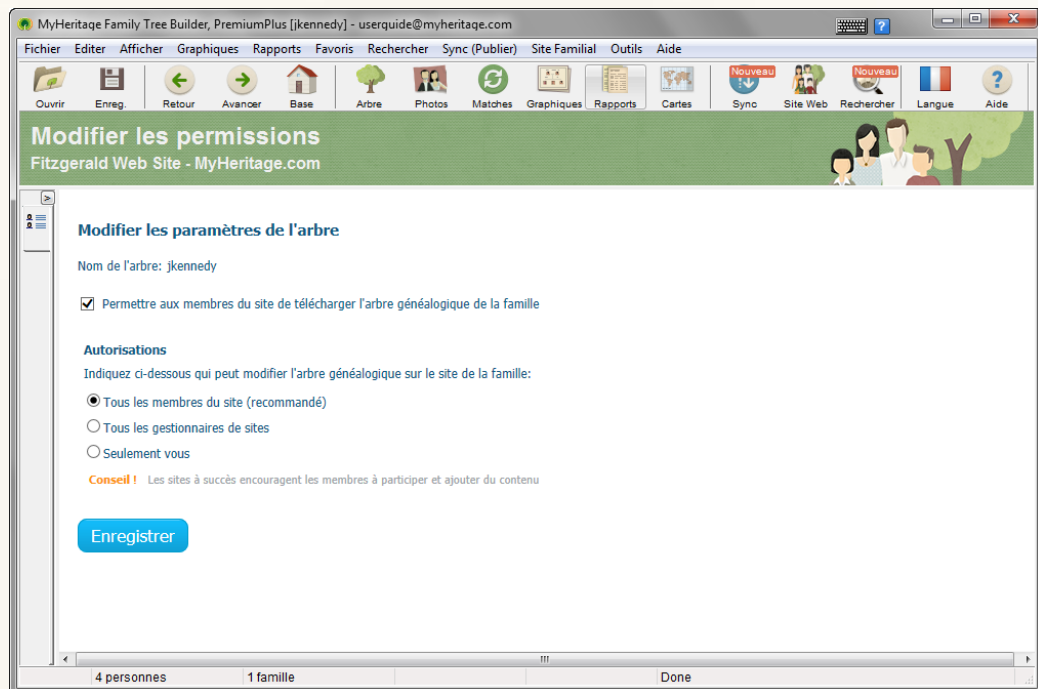 MyHeritage Family Tree Builder, PremiumPlus [jkennedy] - userguide@myheritage.com
Fichier Editer Afficher Graphiques Rapports Favoris Rechercher Sync (Publier) Site Familial Outils Aide
Nouveau Nouveau
Ouvrir Enreg. Retour Avancer Base Arbre Photos Matches Graphiques Rapports Cartes Sync Site Web Rechercher Langue Aide
Modifier les permissions
Fitzgerald Web Site - MyHeritage.com
Modifier les paramètres de l'arbre
Nom de l'arbre: jkennedy
Permettre aux membres du site de télécharger l'arbre généalogique de la famille
Autorisations
Indiquez ci-dessous qui peut modifier l'arbre généalogique sur le site de la famille:
Tous les membres du site (recommandé)
Tous les gestionnaires de sites
Seulement vous
Conseil ! Les sites à succès encouragent les membres à participer et ajouter du contenu
Enregistrer
4 personnes 1 famille Done